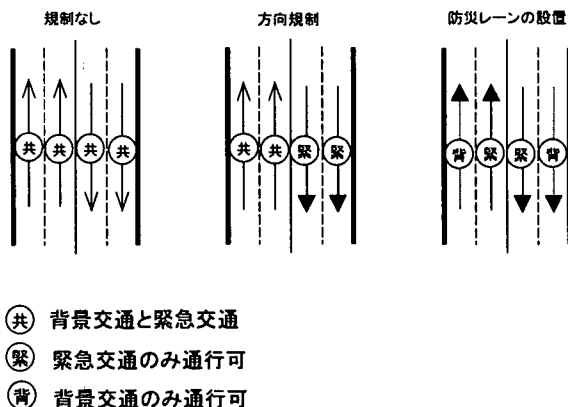 規制なし 方向規制 防災レーンの設置
共 共 共 共 共 共 緊 緊 背 緊 緊 背
共 背景交通と緊急交通
緊 緊急交通のみ通行可
背 背景交通のみ通行可